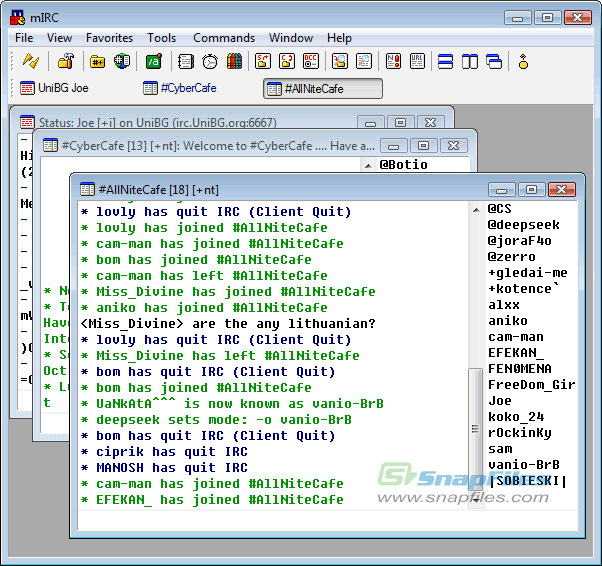 mIRC
File View Favorites Tools Commands Window Help
UniBG Joe #CyberCafe #AllNiteCafe
Status: Joe [+i] on UniBG (irc.UniBG.org:6667)
#CyberCafe [13] [+nt]: Welcome to #CyberCafe .... Have a...
@Botio
#AllNiteCafe [18] [+nt]
* lovly has quit IRC (Client Quit)
* lovly has joined #AllNiteCafe
* cam-man has joined #AllNiteCafe
* bom has joined #AllNiteCafe
* cam-man has left #AllNiteCafe
* Miss_Divine has joined #AllNiteCafe
* aniko has joined #AllNiteCafe
<Miss_Divine> are the any lithuanian?
* lovly has quit IRC (Client Quit)
* Miss_Divine has left #AllNiteCafe
* bom has quit IRC (Client Quit)
* bom has joined #AllNiteCafe
* UaNkAtA^^^ is now known as vanio-BrB
* deepseek sets mode: -o vanio-BrB
* bom has quit IRC (Client Quit)
* ciprik has quit IRC
* MANOSH has quit IRC
* cam-man has joined #AllNiteCafe
* EFEKAN_ has joined #AllNiteCafe
@CS
@deepseek
@joraF4o
@zerro
+gledai-me
+kotence`
alxx
aniko
cam-man
EFEKAN_
FEN0MENA
FreeDom_Gir
Joe
koko_24
rOckinKy
sam
vanio-BrB
|SOBIESKI|
SnapFiles
www.snapfiles.com